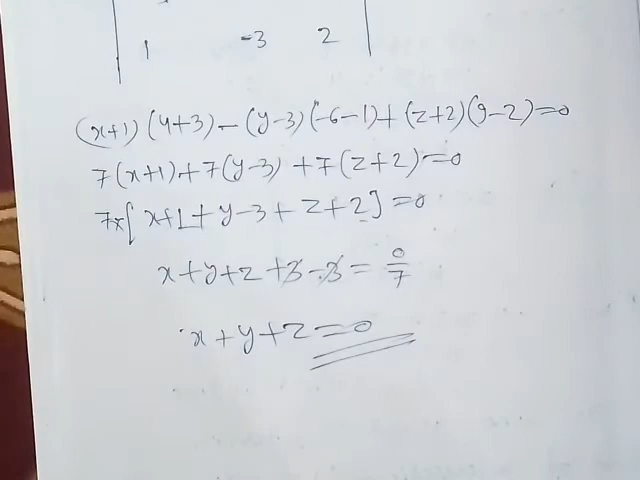 1 -3 2
(x+1)(4+3)-(y-3)(-6-1)+(z+2)(9-2)=0
7(x+1)+7(y-3)+7(z+2)=0
7×[x+1+y-3+z+2]=0
x+y+z+3-3=0/7
x+y+z=0